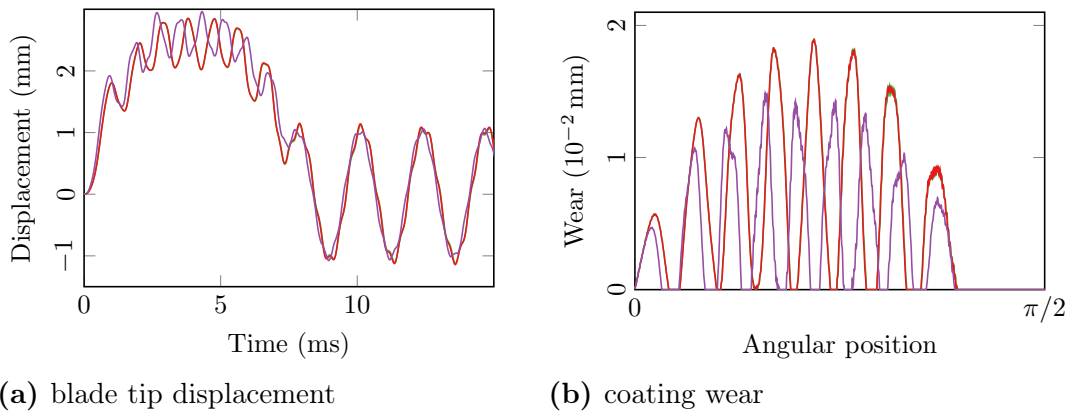 Displacement (mm)
2
1
0
−1
0
5
10
Time (ms)
(a) blade tip displacement
Wear (10⁻² mm)
2
1
0
0
π/2
Angular position
(b) coating wear